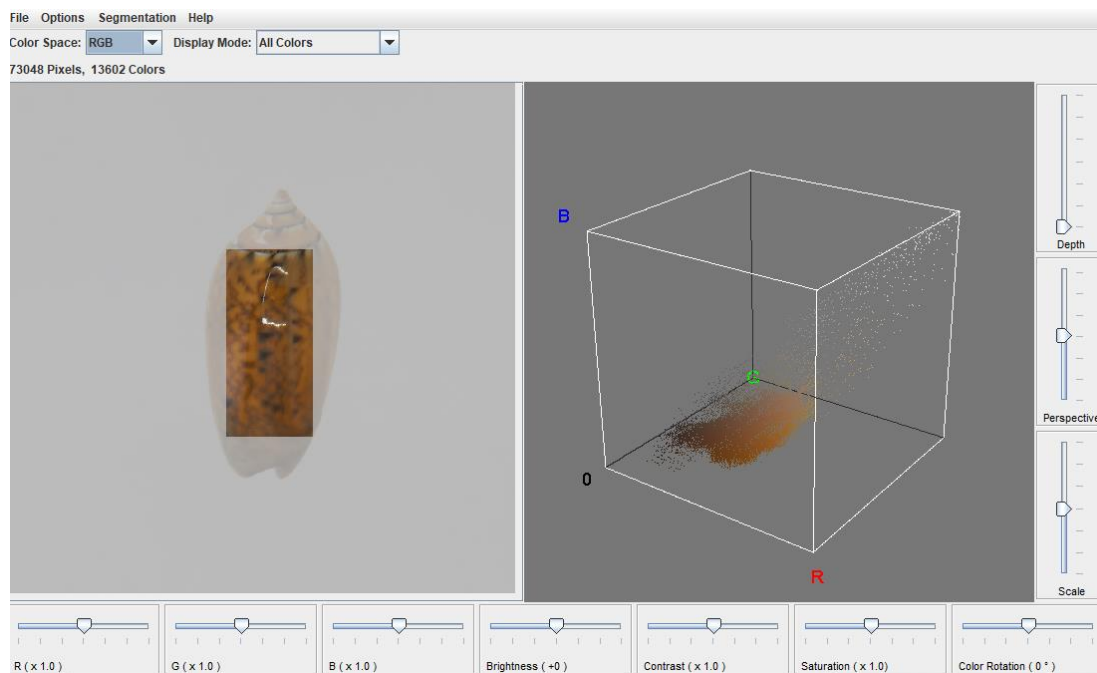 File Options Segmentation Help
Color Space: RGB Display Mode: All Colors
73048 Pixels, 13602 Colors
B
G
0
R
Depth
Perspective
Scale
R ( x 1.0 ) G ( x 1.0 ) B ( x 1.0 ) Brightness ( +0 ) Contrast ( x 1.0 ) Saturation ( x 1.0 ) Color Rotation ( 0 ° )